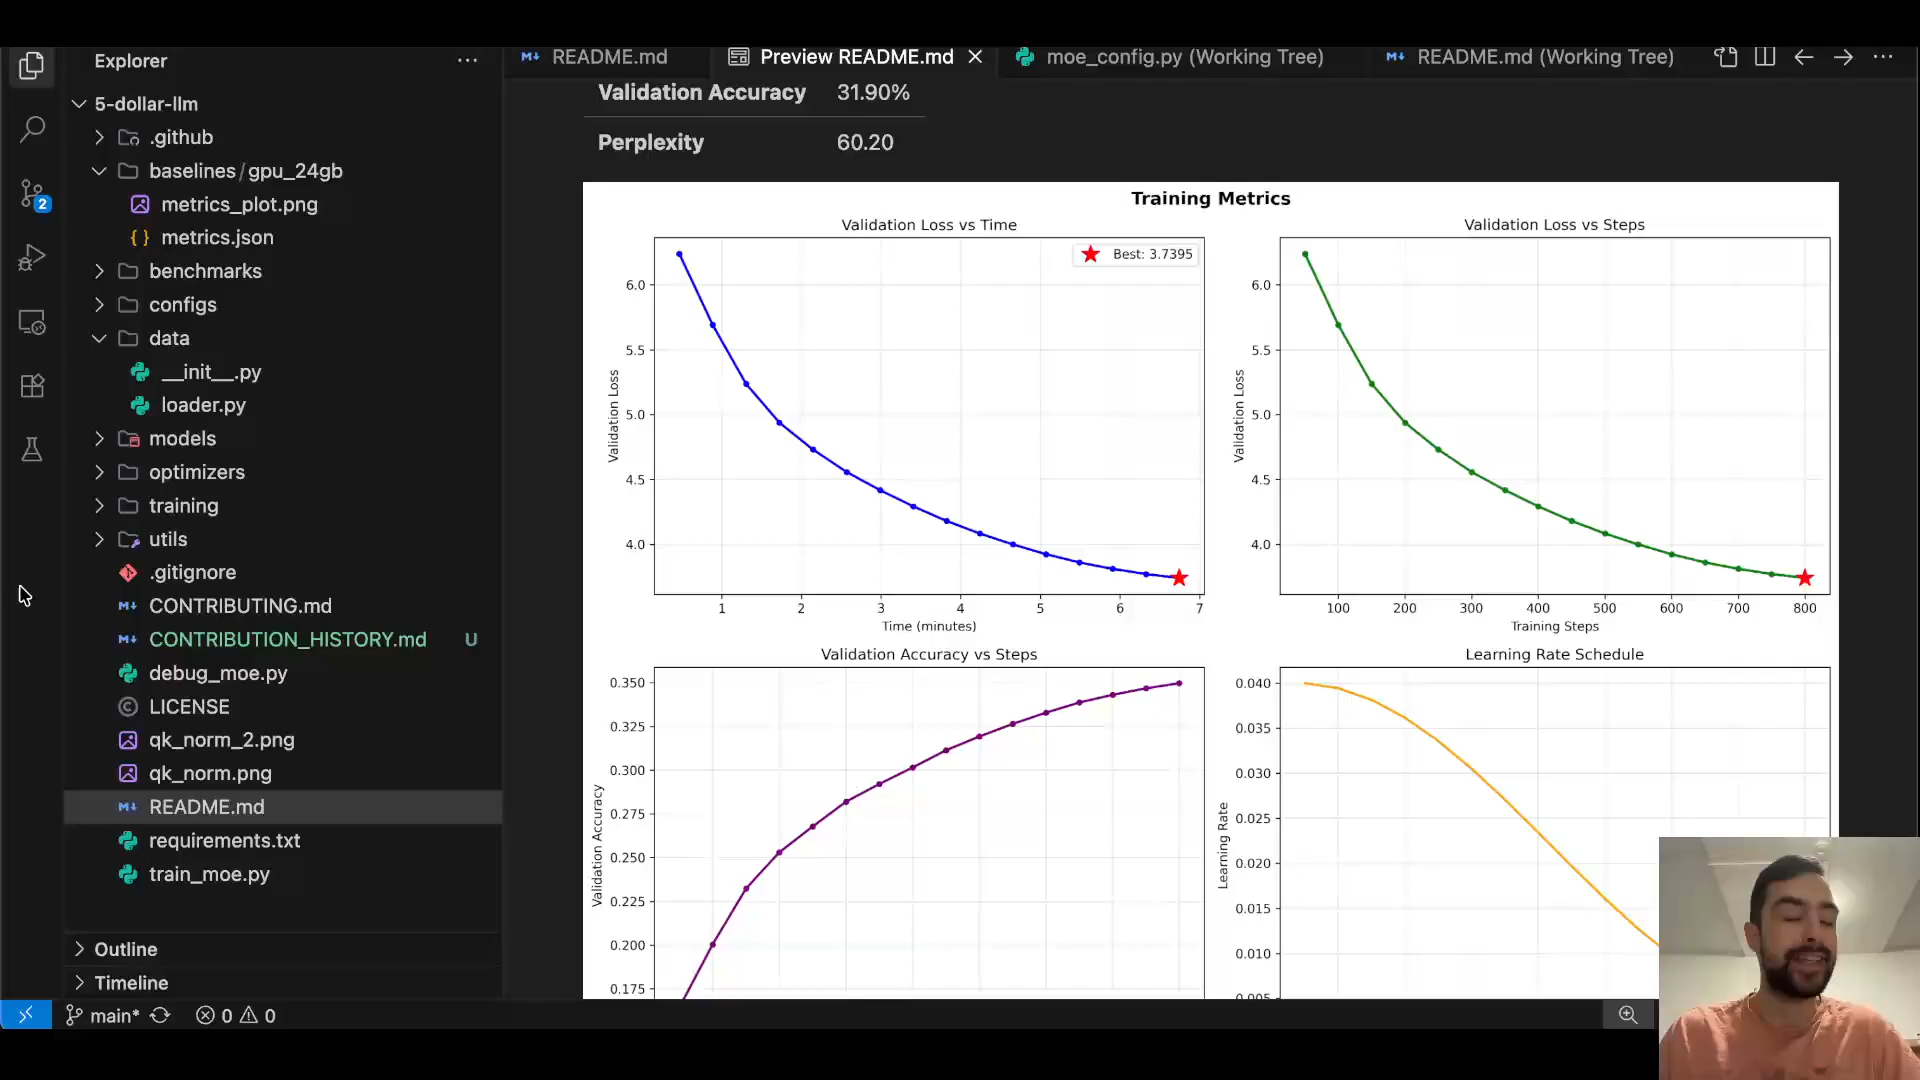 Explorer
5-dollar-llm
.github
baselines/gpu_24gb
metrics_plot.png
metrics.json
benchmarks
configs
data
__init__.py
loader.py
models
optimizers
training
utils
.gitignore
CONTRIBUTING.md
CONTRIBUTION_HISTORY.md U
debug_moe.py
LICENSE
qk_norm_2.png
qk_norm.png
README.md
requirements.txt
train_moe.py
Outline
Timeline
2
main*
0 0
README.md
Preview README.md
moe_config.py (Working Tree)
README.md (Working Tree)
Validation Accuracy 31.90%
Perplexity 60.20
Training Metrics
Validation Loss vs Time
Best: 3.7395
Validation Loss
6.0
5.5
5.0
4.5
4.0
1 2 3 4 5 6 7
Time (minutes)
Validation Loss vs Steps
Validation Loss
6.0
5.5
5.0
4.5
4.0
100 200 300 400 500 600 700 800
Training Steps
Validation Accuracy vs Steps
Validation Accuracy
0.350
0.325
0.300
0.275
0.250
0.225
0.200
0.175
Learning Rate Schedule
Learning Rate
0.040
0.035
0.030
0.025
0.020
0.015
0.010
0.005